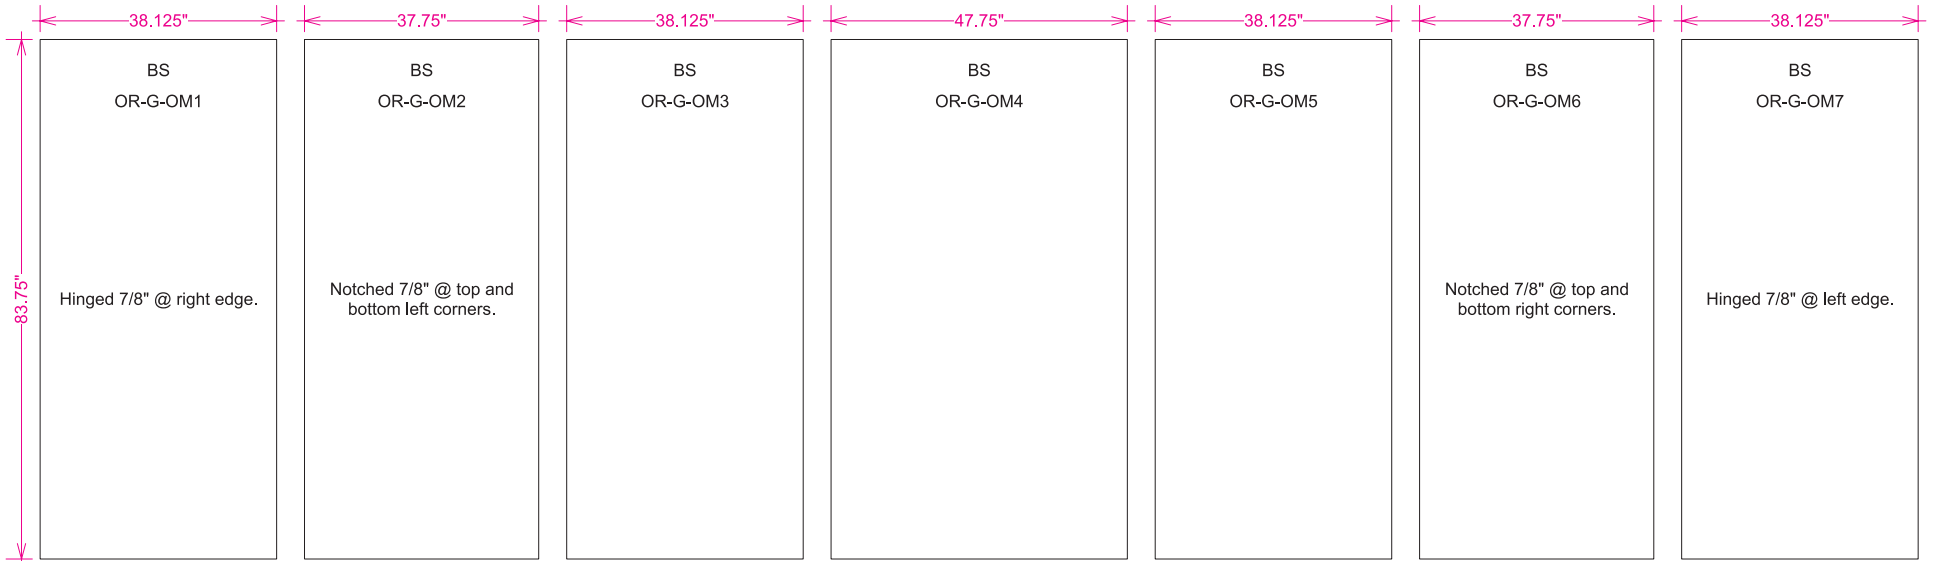 38.125" 37.75" 38.125" 47.75" 38.125" 37.75" 38.125"
BS BS BS BS BS BS BS
OR-G-OM1 OR-G-OM2 OR-G-OM3 OR-G-OM4 OR-G-OM5 OR-G-OM6 OR-G-OM7
83.75"
Hinged 7/8" @ right edge.
Notched 7/8" @ top and
bottom left corners.
Notched 7/8" @ top and
bottom right corners.
Hinged 7/8" @ left edge.